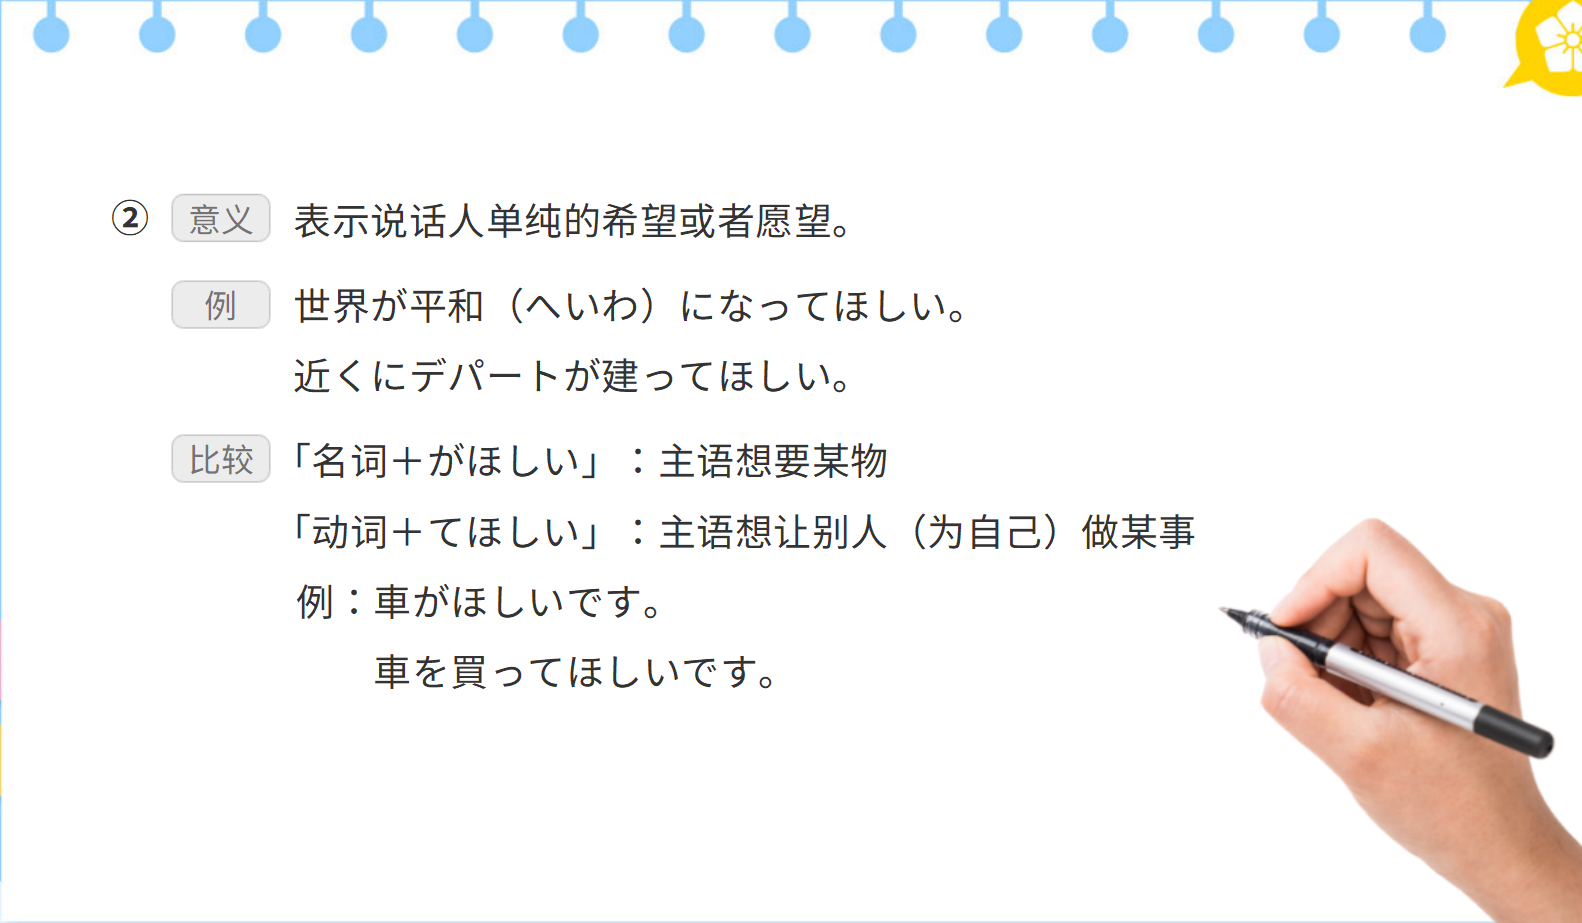 ② 意义 表示说话人单纯的希望或者愿望。
例 世界が平和（へいわ）になってほしい。
近くにデパートが建ってほしい。
比较 「名词＋がほしい」：主语想要某物
「动词＋てほしい」：主语想让别人（为自己）做某事
例：車がほしいです。
車を買ってほしいです。